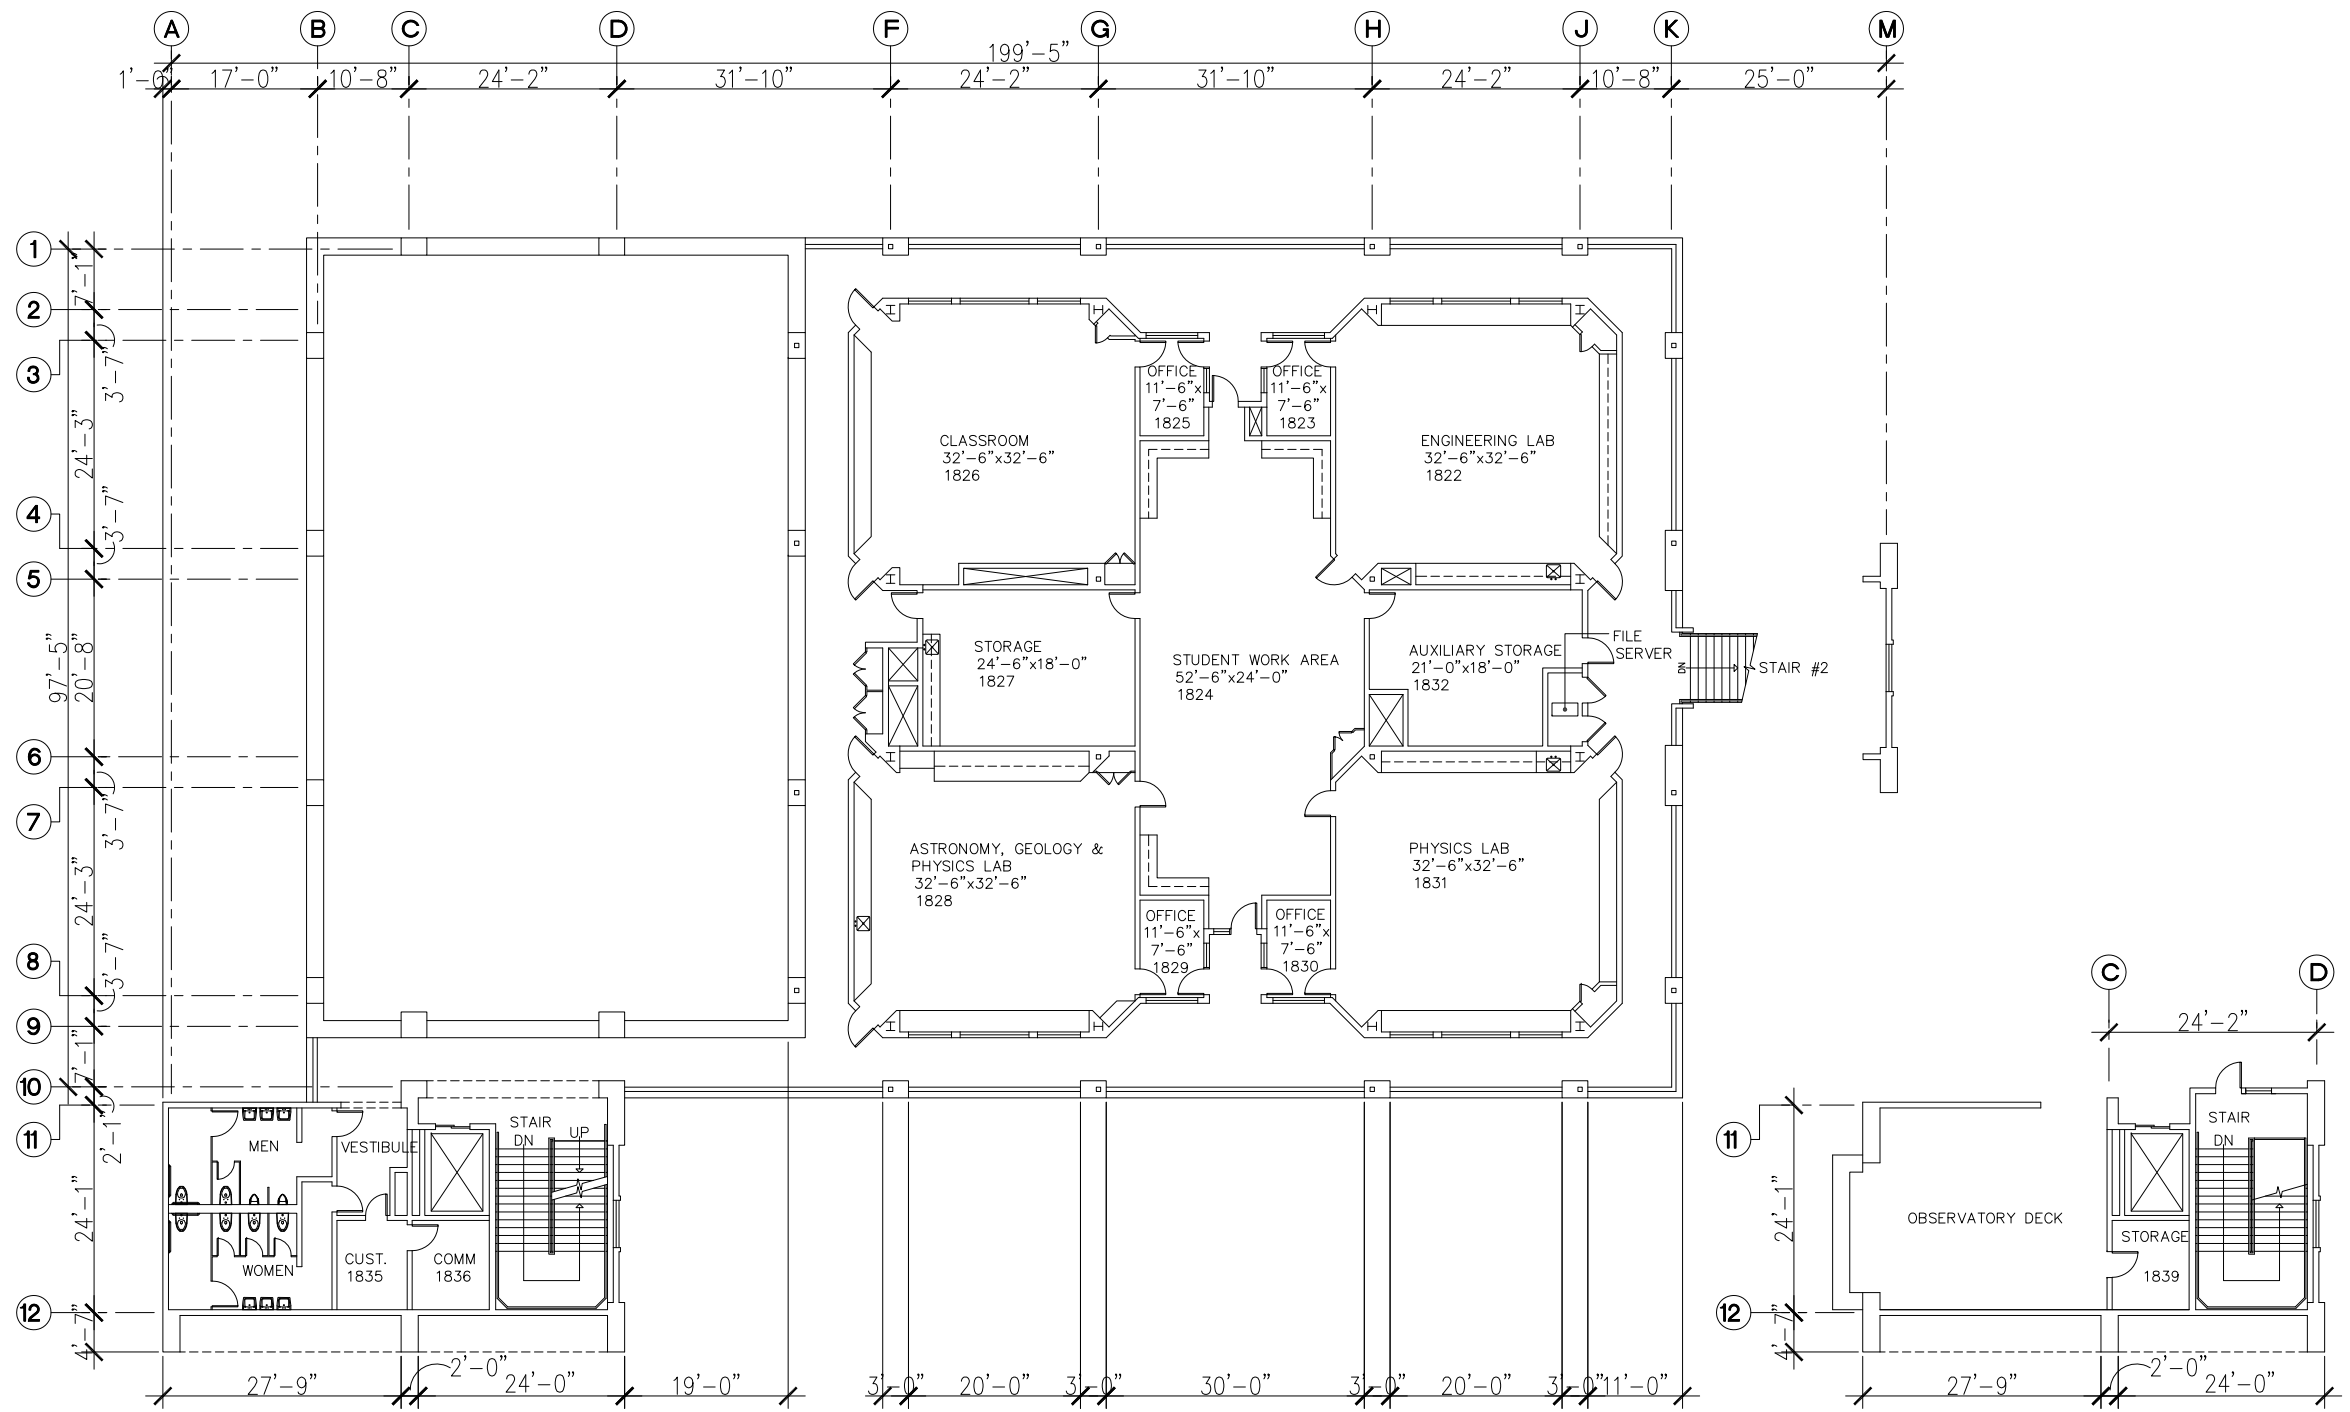 A B C D F G H J K M
199'-5"
1'-0" 17'-0" 10'-8" 24'-2" 31'-10" 24'-2" 31'-10" 24'-2" 10'-8" 25'-0"
1
7'-1"
2
3
3'-7"
24'-3"
4
3'-7"
5
97'-5"
20'-8"
6
7
3'-7"
24'-3"
8
3'-7"
9
7'-1"
10
11
2'-1"
24'-1"
12
4'-7"
OFFICE
11'-6"x
7'-6"
1825
OFFICE
11'-6"x
7'-6"
1823
CLASSROOM
32'-6"x32'-6"
1826
ENGINEERING LAB
32'-6"x32'-6"
1822
STORAGE
24'-6"x18'-0"
1827
STUDENT WORK AREA
52'-6"x24'-0"
1824
AUXILIARY STORAGE
21'-0"x18'-0"
1832
FILE
SERVER
DN
STAIR #2
ASTRONOMY, GEOLOGY &
PHYSICS LAB
32'-6"x32'-6"
1828
PHYSICS LAB
32'-6"x32'-6"
1831
OFFICE
11'-6"x
7'-6"
1829
OFFICE
11'-6"x
7'-6"
1830
MEN
VESTIBULE
STAIR
DN
UP
WOMEN
CUST.
1835
COMM
1836
27'-9" 2'-0" 24'-0" 19'-0" 3'-0" 20'-0" 3'-0" 30'-0" 3'-0" 20'-0" 3'-0" 11'-0"
C D
24'-2"
11
24'-1"
12
4'-7"
STAIR
DN
OBSERVATORY DECK
STORAGE
1839
27'-9" 2'-0" 24'-0"